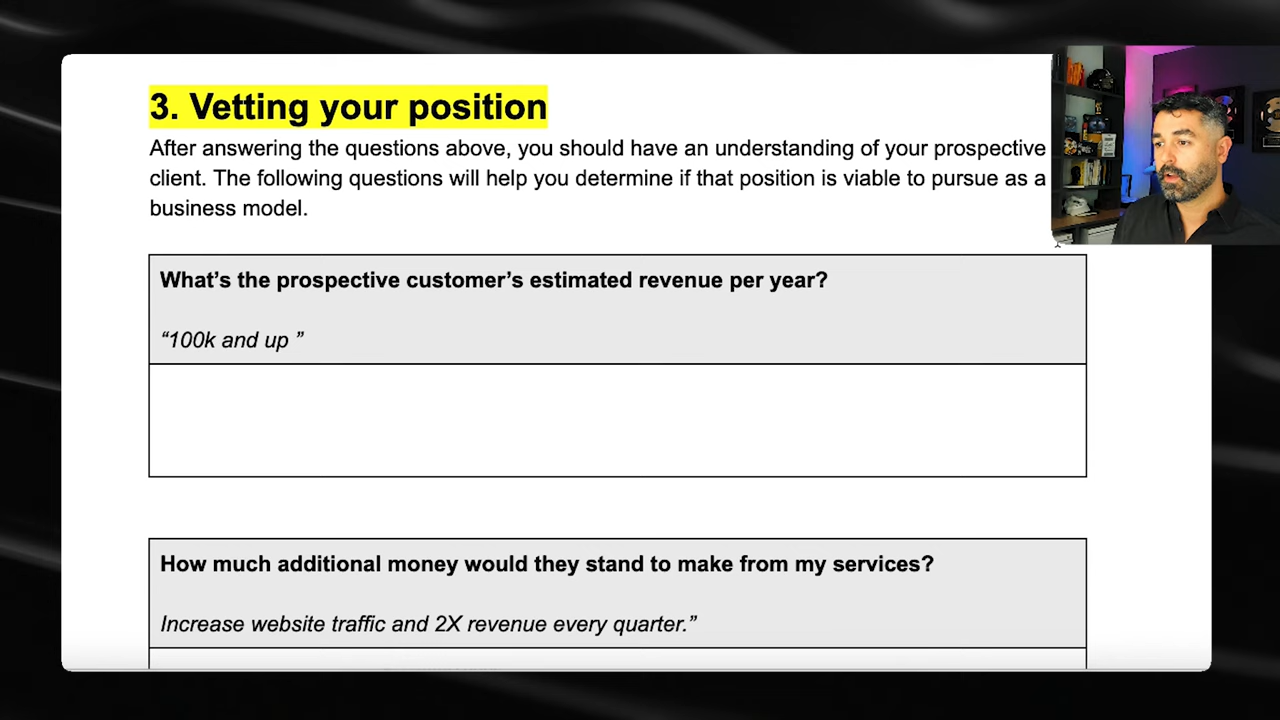 3. Vetting your position
After answering the questions above, you should have an understanding of your prospective
client. The following questions will help you determine if that position is viable to pursue as a
business model.
What’s the prospective customer’s estimated revenue per year?
“100k and up ”
How much additional money would they stand to make from my services?
Increase website traffic and 2X revenue every quarter.”